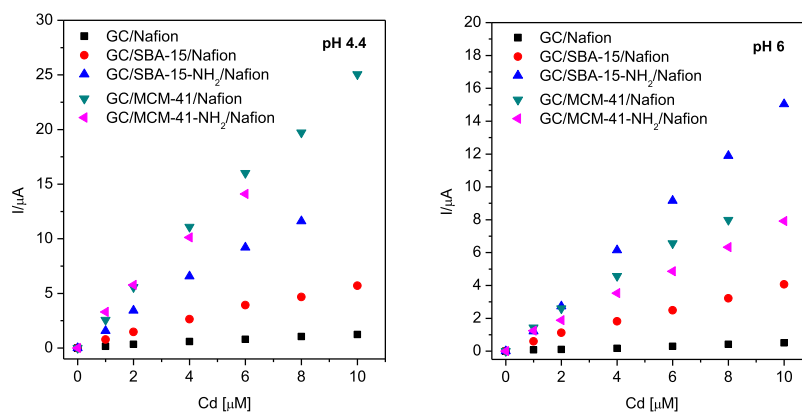 GC/Nafion
GC/SBA-15/Nafion
GC/SBA-15-NH₂/Nafion
GC/MCM-41/Nafion
GC/MCM-41-NH₂/Nafion
pH 4.4
30
25
20
15
10
5
0
I/μA
0 2 4 6 8 10
Cd [μM]
GC/Nafion
GC/SBA-15/Nafion
GC/SBA-15-NH₂/Nafion
GC/MCM-41/Nafion
GC/MCM-41-NH₂/Nafion
pH 6
20
18
16
14
12
10
8
6
4
2
0
I/μA
0 2 4 6 8 10
Cd [μM]